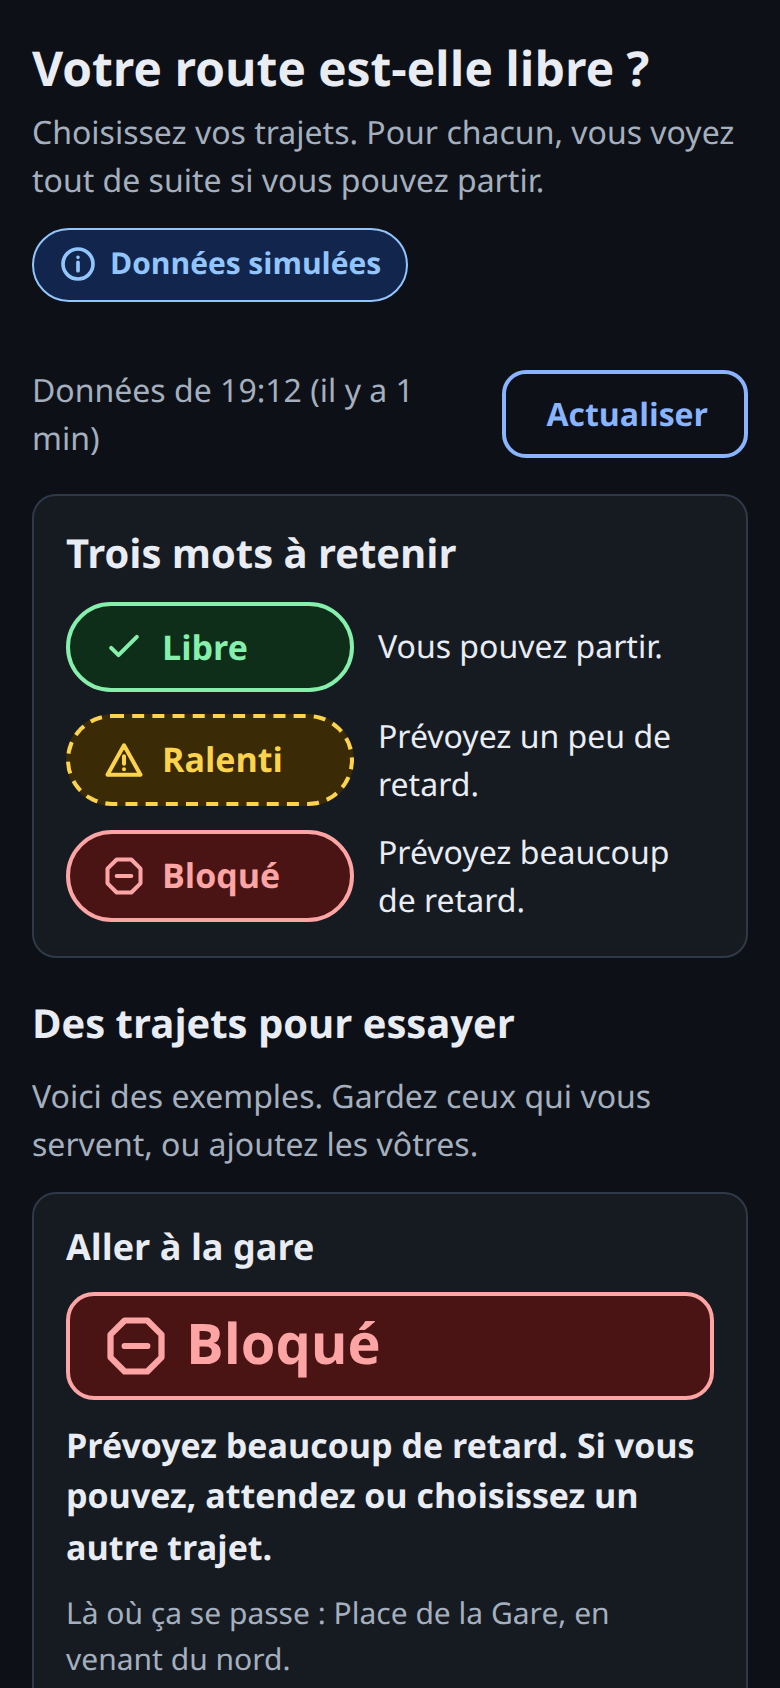 Votre route est-elle libre ?
Choisissez vos trajets. Pour chacun, vous voyez
tout de suite si vous pouvez partir.
Données simulées
Données de 19:12 (il y a 1
min)
Actualiser
Trois mots à retenir
Libre
Vous pouvez partir.
Ralenti
Prévoyez un peu de
retard.
Bloqué
Prévoyez beaucoup
de retard.
Des trajets pour essayer
Voici des exemples. Gardez ceux qui vous
servent, ou ajoutez les vôtres.
Aller à la gare
Bloqué
Prévoyez beaucoup de retard. Si vous
pouvez, attendez ou choisissez un
autre trajet.
Là où ça se passe : Place de la Gare, en
venant du nord.